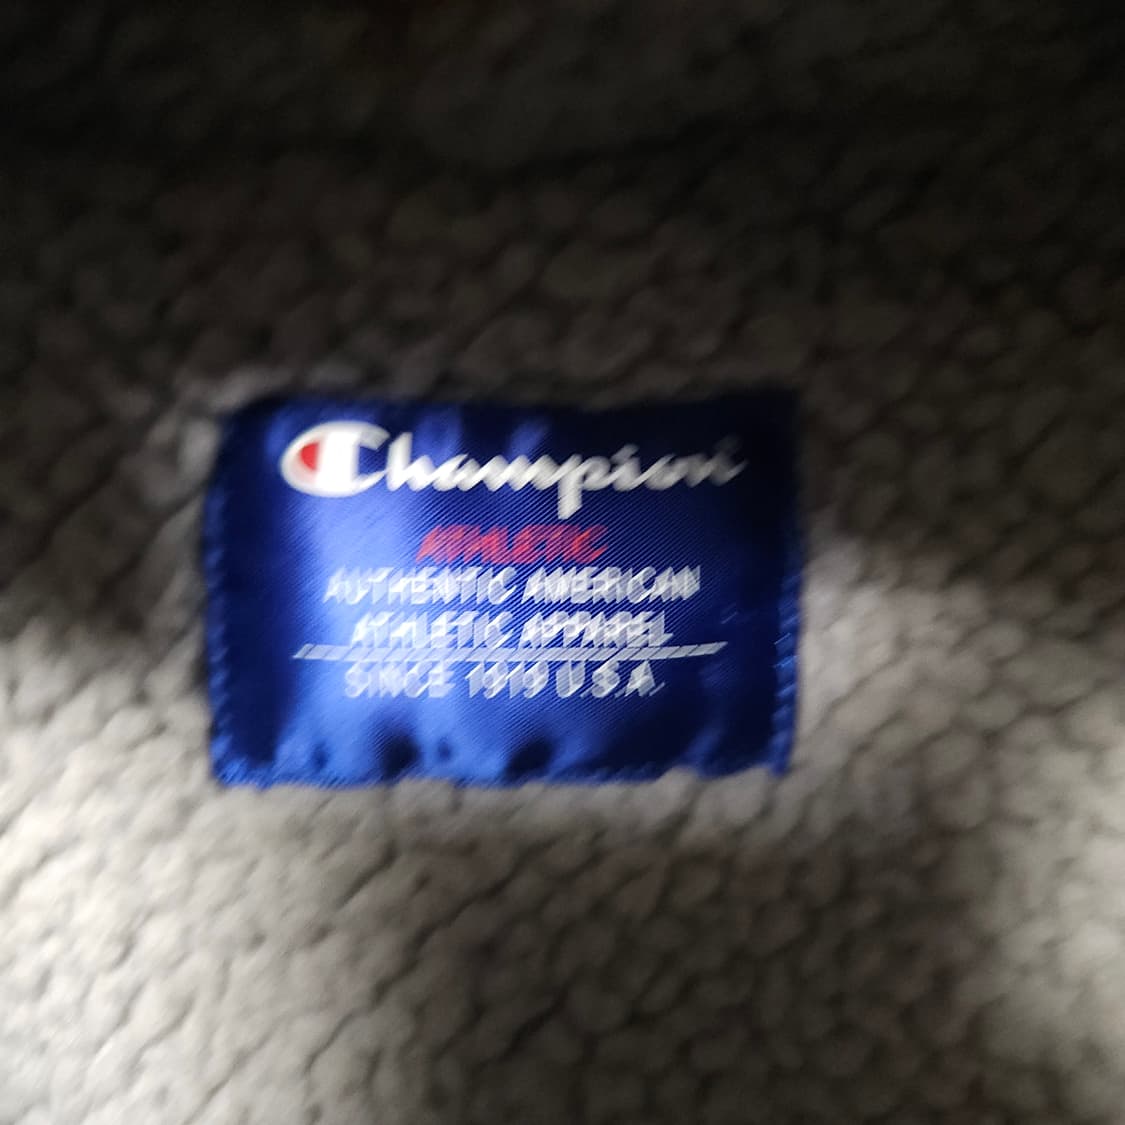 Champion
ATHLETIC
AUTHENTIC AMERICAN
ATHLETIC APPAREL
SINCE 1919 U.S.A.